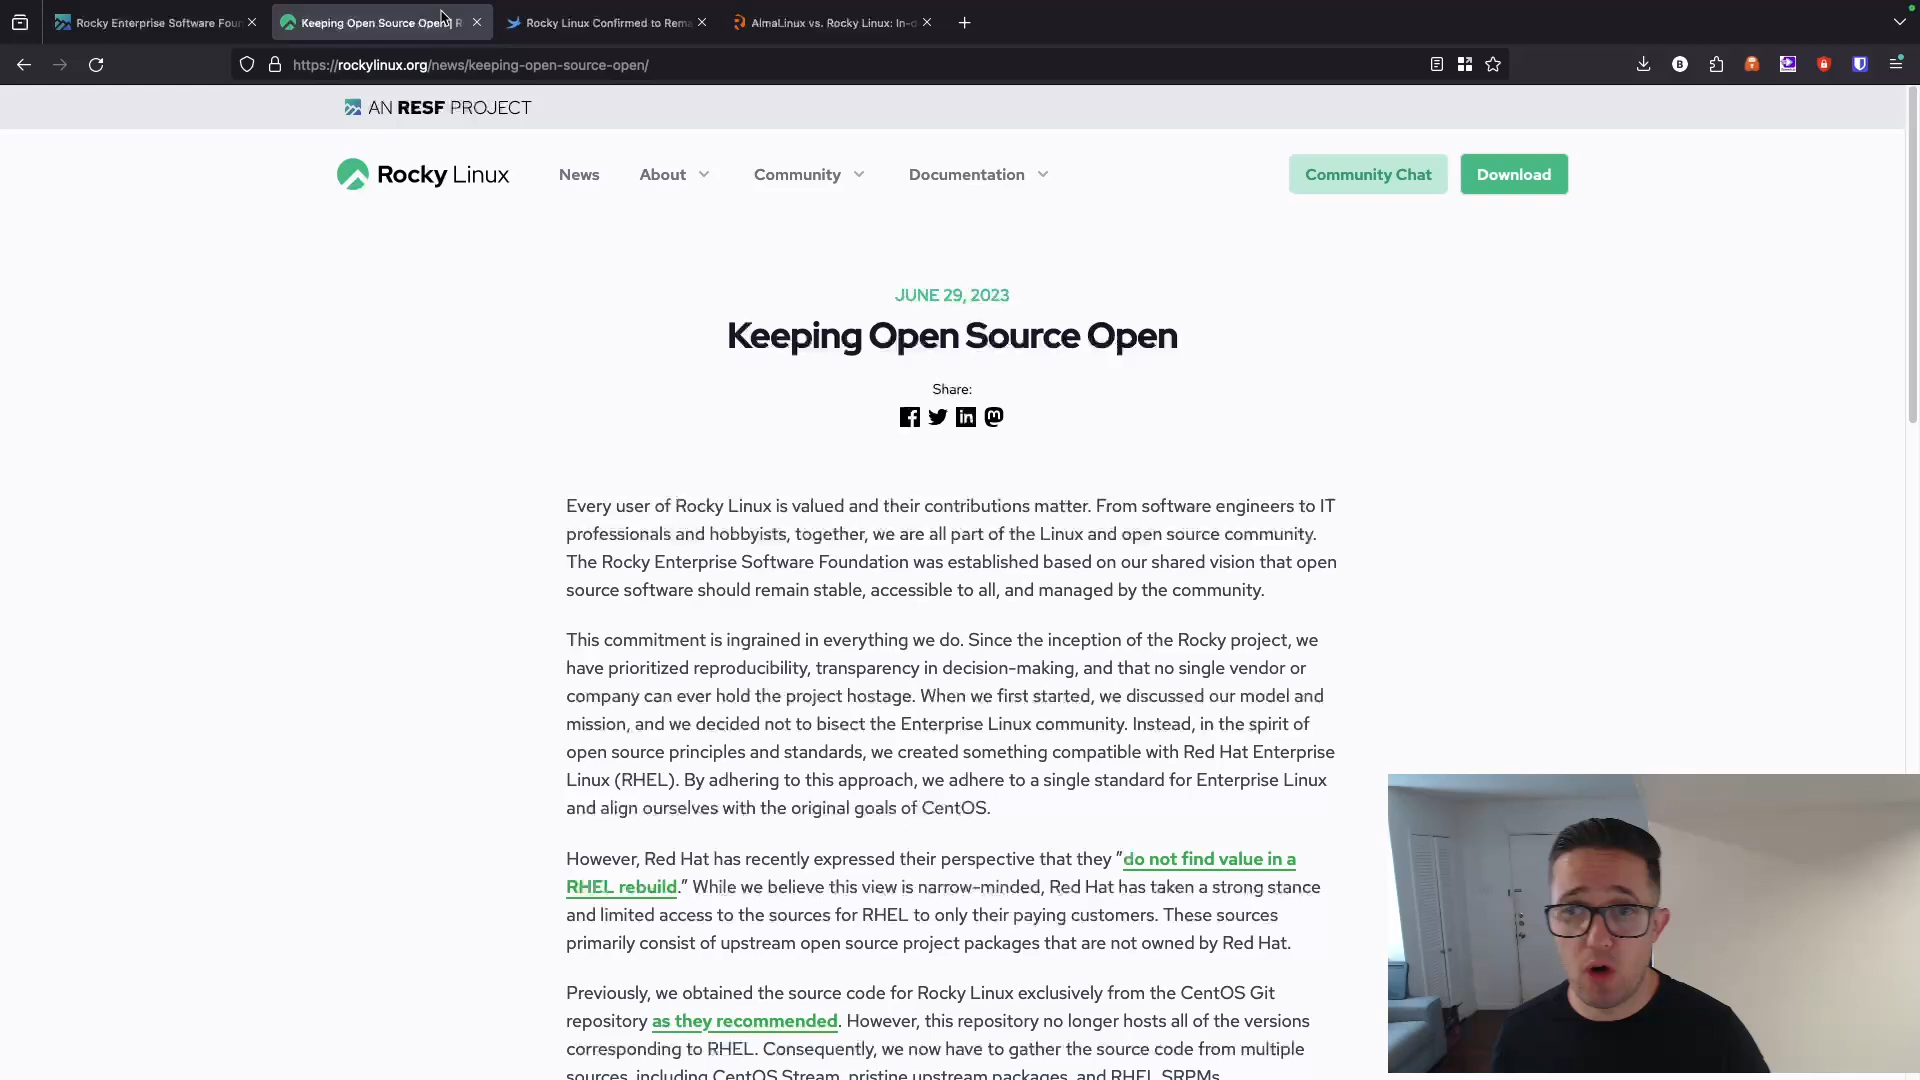 Rocky Enterprise Software Foun
Keeping Open Source Open | R
Rocky Linux Confirmed to Rema
AlmaLinux vs. Rocky Linux: In-d
https://rockylinux.org/news/keeping-open-source-open/
AN RESF PROJECT
Rocky Linux
News
About
Community
Documentation
Community Chat
Download
JUNE 29, 2023
Keeping Open Source Open
Share:
Every user of Rocky Linux is valued and their contributions matter. From software engineers to IT
professionals and hobbyists, together, we are all part of the Linux and open source community.
The Rocky Enterprise Software Foundation was established based on our shared vision that open
source software should remain stable, accessible to all, and managed by the community.
This commitment is ingrained in everything we do. Since the inception of the Rocky project, we
have prioritized reproducibility, transparency in decision-making, and that no single vendor or
company can ever hold the project hostage. When we first started, we discussed our model and
mission, and we decided not to bisect the Enterprise Linux community. Instead, in the spirit of
open source principles and standards, we created something compatible with Red Hat Enterprise
Linux (RHEL). By adhering to this approach, we adhere to a single standard for Enterprise Linux
and align ourselves with the original goals of CentOS.
However, Red Hat has recently expressed their perspective that they "do not find value in a
RHEL rebuild." While we believe this view is narrow-minded, Red Hat has taken a strong stance
and limited access to the sources for RHEL to only their paying customers. These sources
primarily consist of upstream open source project packages that are not owned by Red Hat.
Previously, we obtained the source code for Rocky Linux exclusively from the CentOS Git
repository as they recommended. However, this repository no longer hosts all of the versions
corresponding to RHEL. Consequently, we now have to gather the source code from multiple
sources, including CentOS Stream, pristine upstream packages, and RHEL SRPMs.